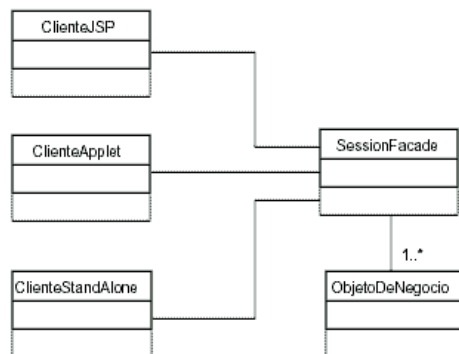 ClienteJSP
ClienteApplet
SessionFacade
1..*
ClienteStandAlone
ObjetoDeNegocio